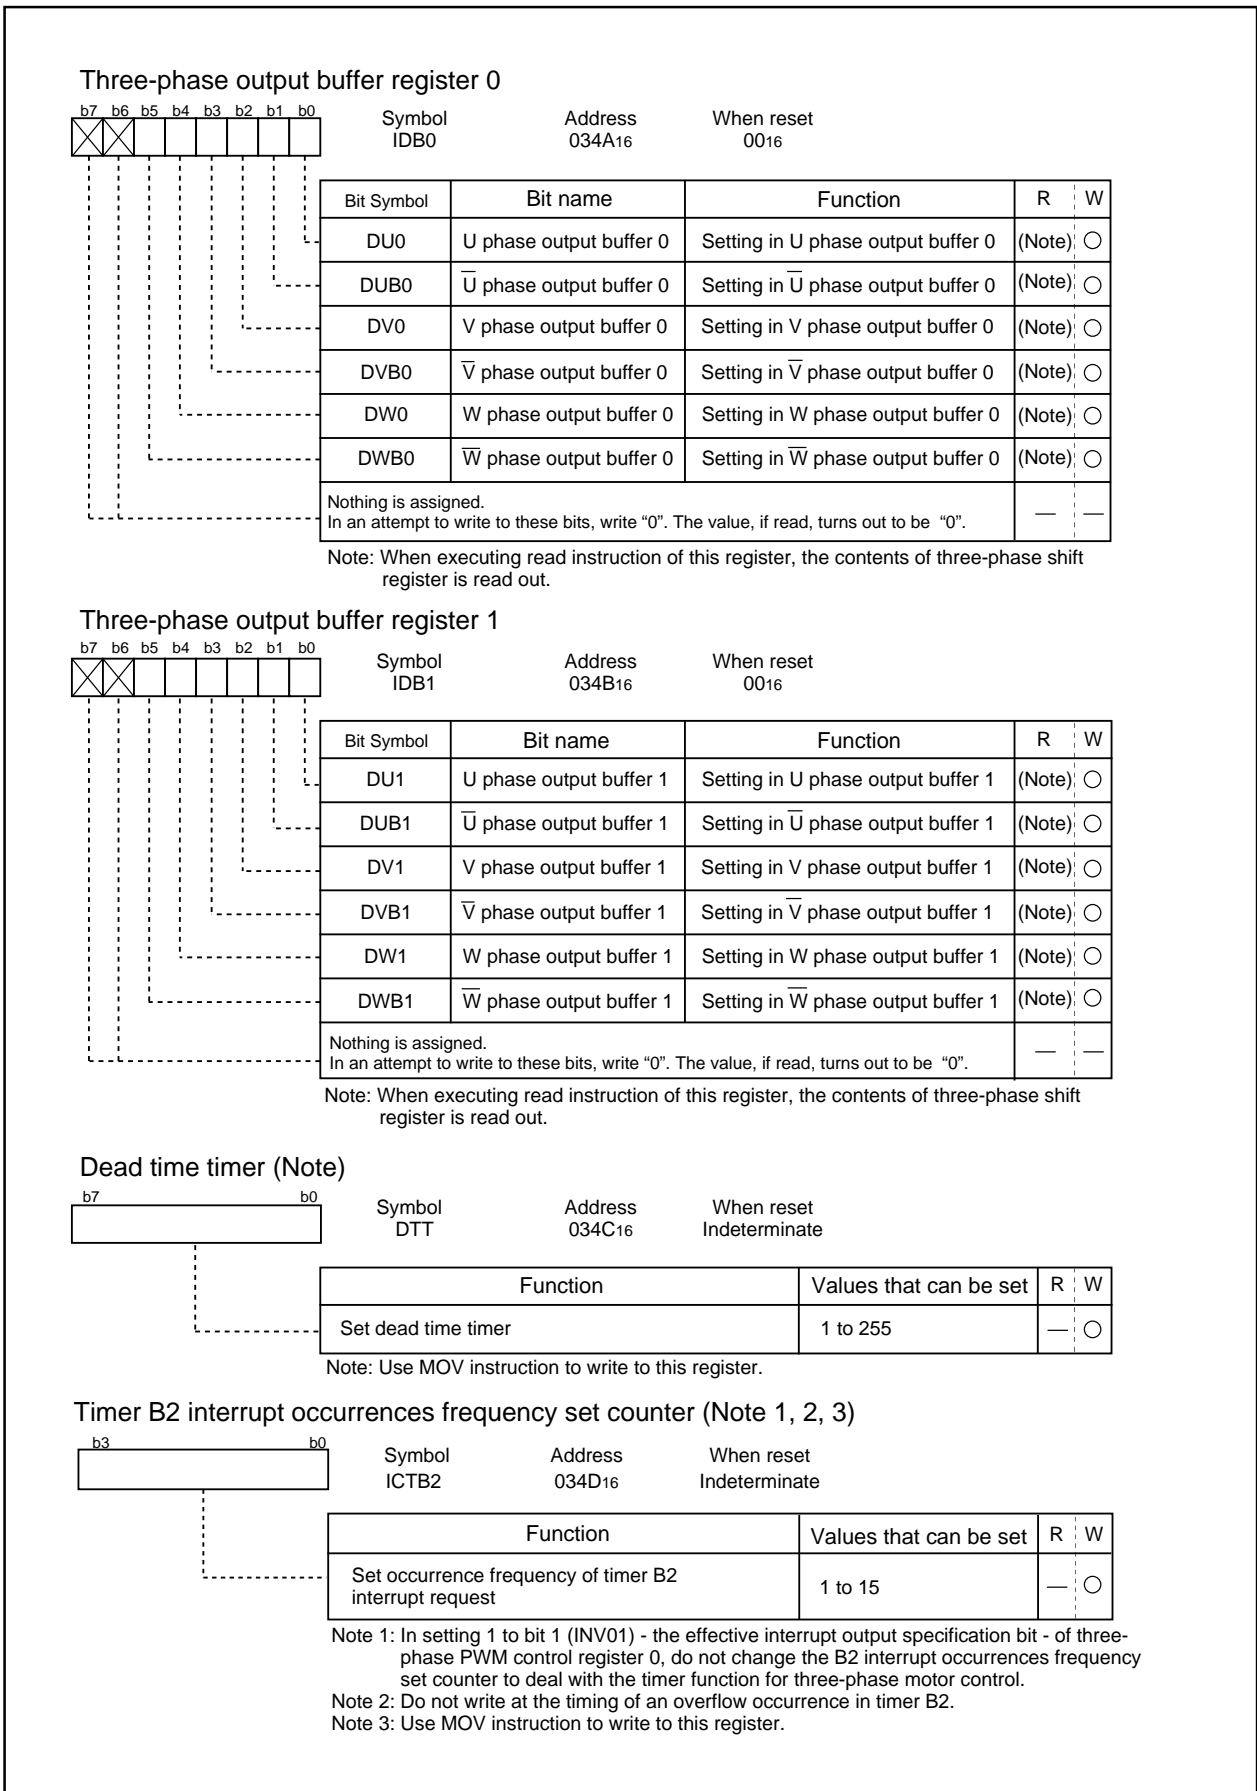 Three-phase output buffer register 0
b7 b6 b5 b4 b3 b2 b1 b0
Symbol Address When reset
IDB0 034A16 0016
Bit Symbol Bit name Function R W
DU0 U phase output buffer 0 Setting in U phase output buffer 0 (Note) ○
DUB0 U̅ phase output buffer 0 Setting in U̅ phase output buffer 0 (Note) ○
DV0 V phase output buffer 0 Setting in V phase output buffer 0 (Note) ○
DVB0 V̅ phase output buffer 0 Setting in V̅ phase output buffer 0 (Note) ○
DW0 W phase output buffer 0 Setting in W phase output buffer 0 (Note) ○
DWB0 W̅ phase output buffer 0 Setting in W̅ phase output buffer 0 (Note) ○
Nothing is assigned.
In an attempt to write to these bits, write “0”. The value, if read, turns out to be “0”. — —
Note: When executing read instruction of this register, the contents of three-phase shift
register is read out.
Three-phase output buffer register 1
b7 b6 b5 b4 b3 b2 b1 b0
Symbol Address When reset
IDB1 034B16 0016
Bit Symbol Bit name Function R W
DU1 U phase output buffer 1 Setting in U phase output buffer 1 (Note) ○
DUB1 U̅ phase output buffer 1 Setting in U̅ phase output buffer 1 (Note) ○
DV1 V phase output buffer 1 Setting in V phase output buffer 1 (Note) ○
DVB1 V̅ phase output buffer 1 Setting in V̅ phase output buffer 1 (Note) ○
DW1 W phase output buffer 1 Setting in W phase output buffer 1 (Note) ○
DWB1 W̅ phase output buffer 1 Setting in W̅ phase output buffer 1 (Note) ○
Nothing is assigned.
In an attempt to write to these bits, write “0”. The value, if read, turns out to be “0”. — —
Note: When executing read instruction of this register, the contents of three-phase shift
register is read out.
Dead time timer (Note)
b7 b0
Symbol Address When reset
DTT 034C16 Indeterminate
Function Values that can be set R W
Set dead time timer 1 to 255 — ○
Note: Use MOV instruction to write to this register.
Timer B2 interrupt occurrences frequency set counter (Note 1, 2, 3)
b3 b0
Symbol Address When reset
ICTB2 034D16 Indeterminate
Function Values that can be set R W
Set occurrence frequency of timer B2
interrupt request 1 to 15 — ○
Note 1: In setting 1 to bit 1 (INV01) - the effective interrupt output specification bit - of three-
phase PWM control register 0, do not change the B2 interrupt occurrences frequency
set counter to deal with the timer function for three-phase motor control.
Note 2: Do not write at the timing of an overflow occurrence in timer B2.
Note 3: Use MOV instruction to write to this register.